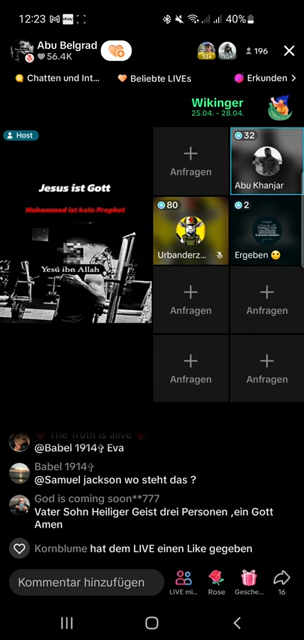 12:23
40%
Abu Belgrad
56.4K
196
Chatten und Int...
Beliebte LIVEs
Erkunden >
Wikinger
25.04. - 28.04.
Host
Jesus ist Gott
Mohammad ist kein Prophet
Yesú ibn Allah
Anfragen
32
Abu Khanjar
80
Urbanderz...
2
Ergeben
Anfragen
Anfragen
Anfragen
Anfragen
The Truth is alive
@Babel 1914✞ Eva
Babel 1914✞
@Samuel jackson wo steht das ?
God is coming soon**777
Vater Sohn Heiliger Geist drei Personen ,ein Gott
Amen
Kornblume hat dem LIVE einen Like gegeben
Kommentar hinzufügen
LIVE mi...
Rose
Gesche...
16